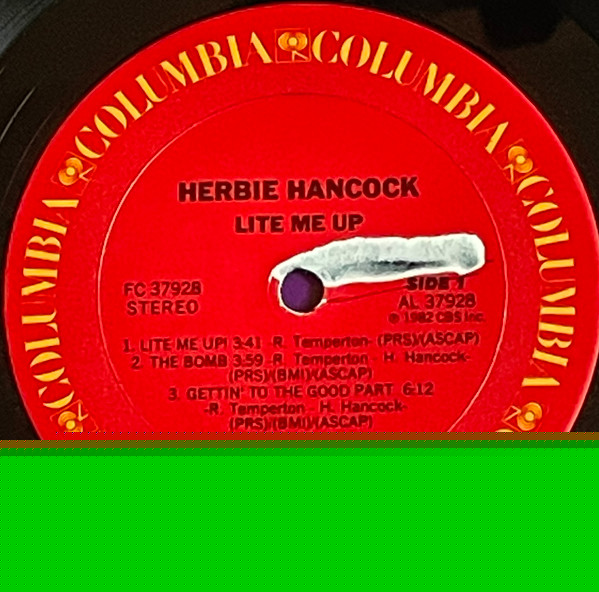 COLUMBIA COLUMBIA COLUMBIA COLUMBIA
HERBIE HANCOCK
LITE ME UP
SIDE 1
FC 37928 AL 37928
STEREO ℗ 1982 CBS Inc.
1. LITE ME UP! 3:41 -R. Temperton- (PRS)/(ASCAP)
2. THE BOMB 3:59 -R. Temperton - H. Hancock-
(PRS)/(BMI)/(ASCAP)
3. GETTIN' TO THE GOOD PART 6:12
-R. Temperton - H. Hancock-
(PRS)/(BMI)/(ASCAP)